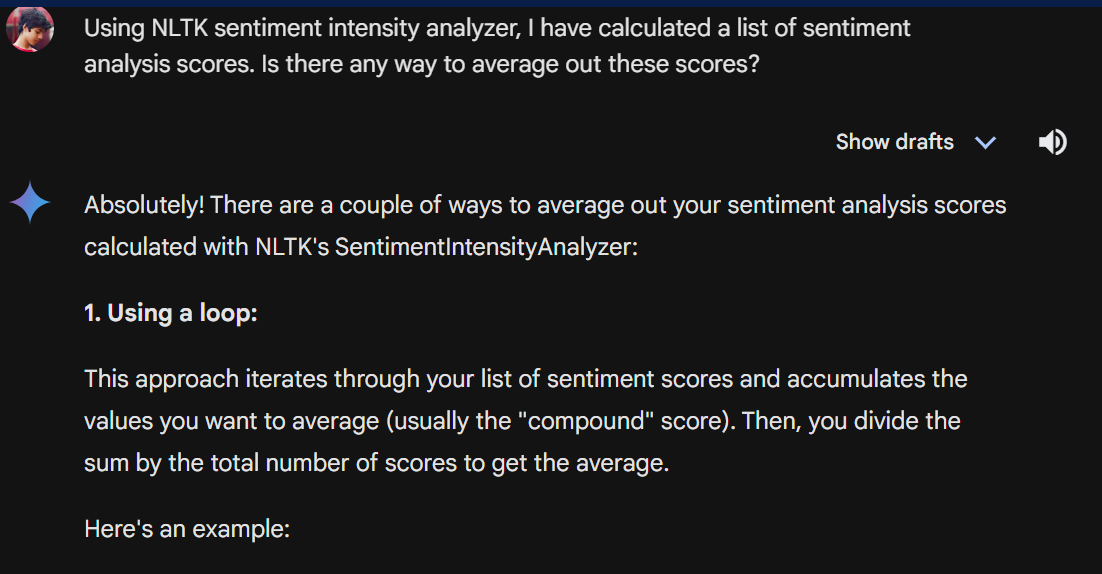 Using NLTK sentiment intensity analyzer, I have calculated a list of sentiment
analysis scores. Is there any way to average out these scores?
Show drafts
Absolutely! There are a couple of ways to average out your sentiment analysis scores
calculated with NLTK's SentimentIntensityAnalyzer:
1. Using a loop:
This approach iterates through your list of sentiment scores and accumulates the
values you want to average (usually the "compound" score). Then, you divide the
sum by the total number of scores to get the average.
Here's an example: